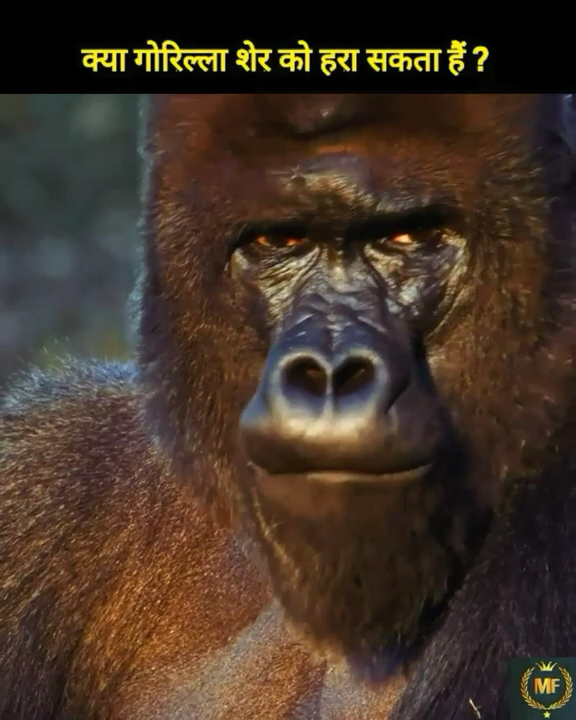 क्या गोरिल्ला शेर को हरा सकता हैं ?
MF